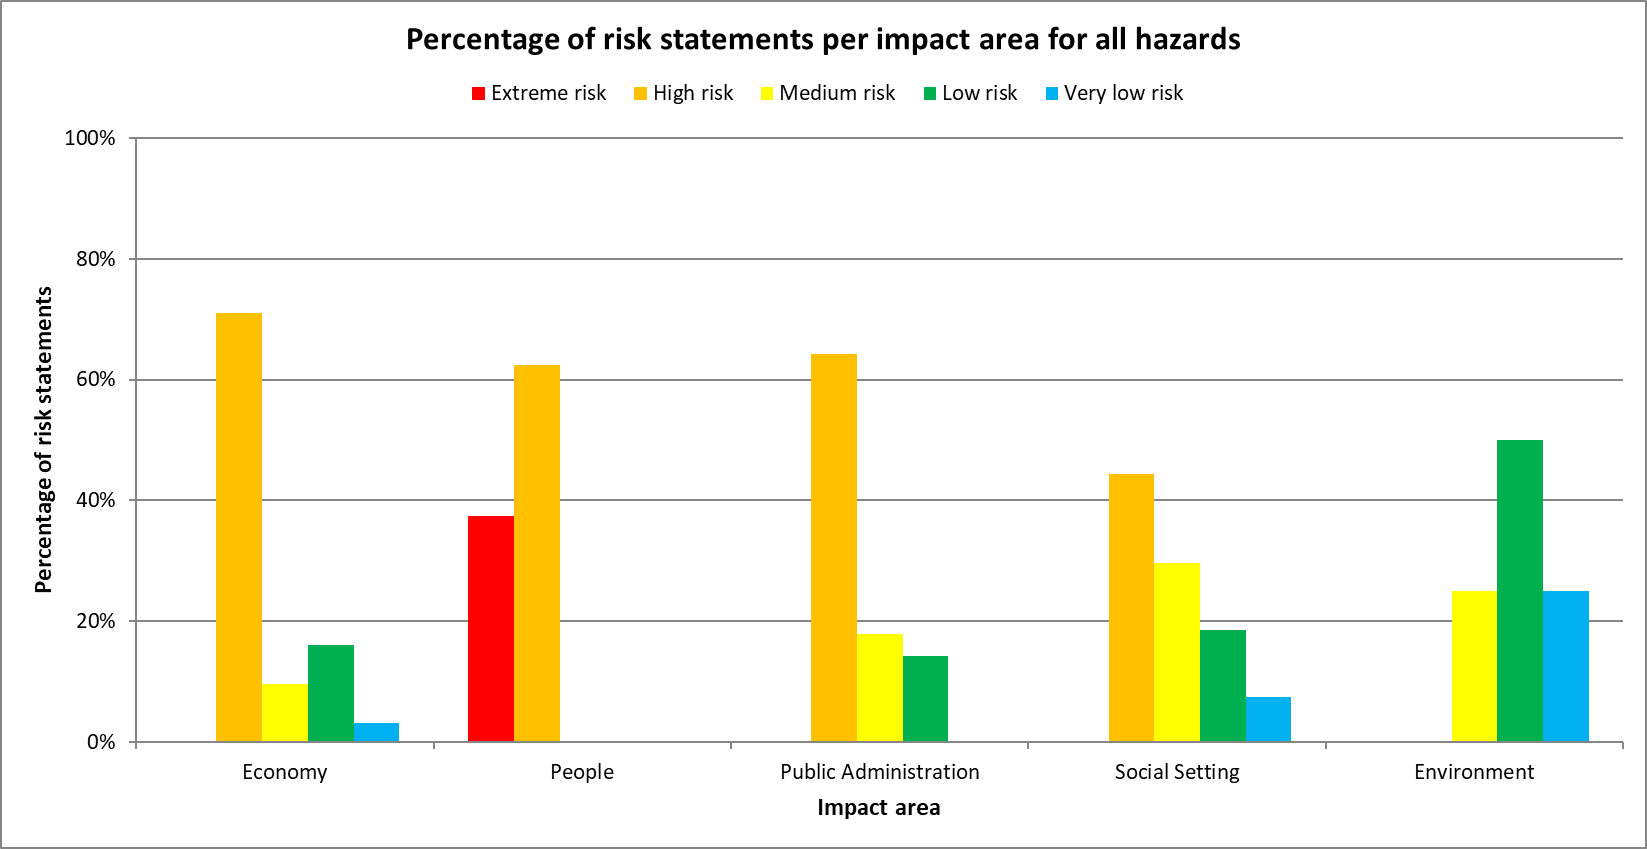 Percentage of risk statements per impact area for all hazards
Extreme risk High risk Medium risk Low risk Very low risk
100%
80%
60%
40%
20%
0%
Percentage of risk statements
Economy People Public Administration Social Setting Environment
Impact area